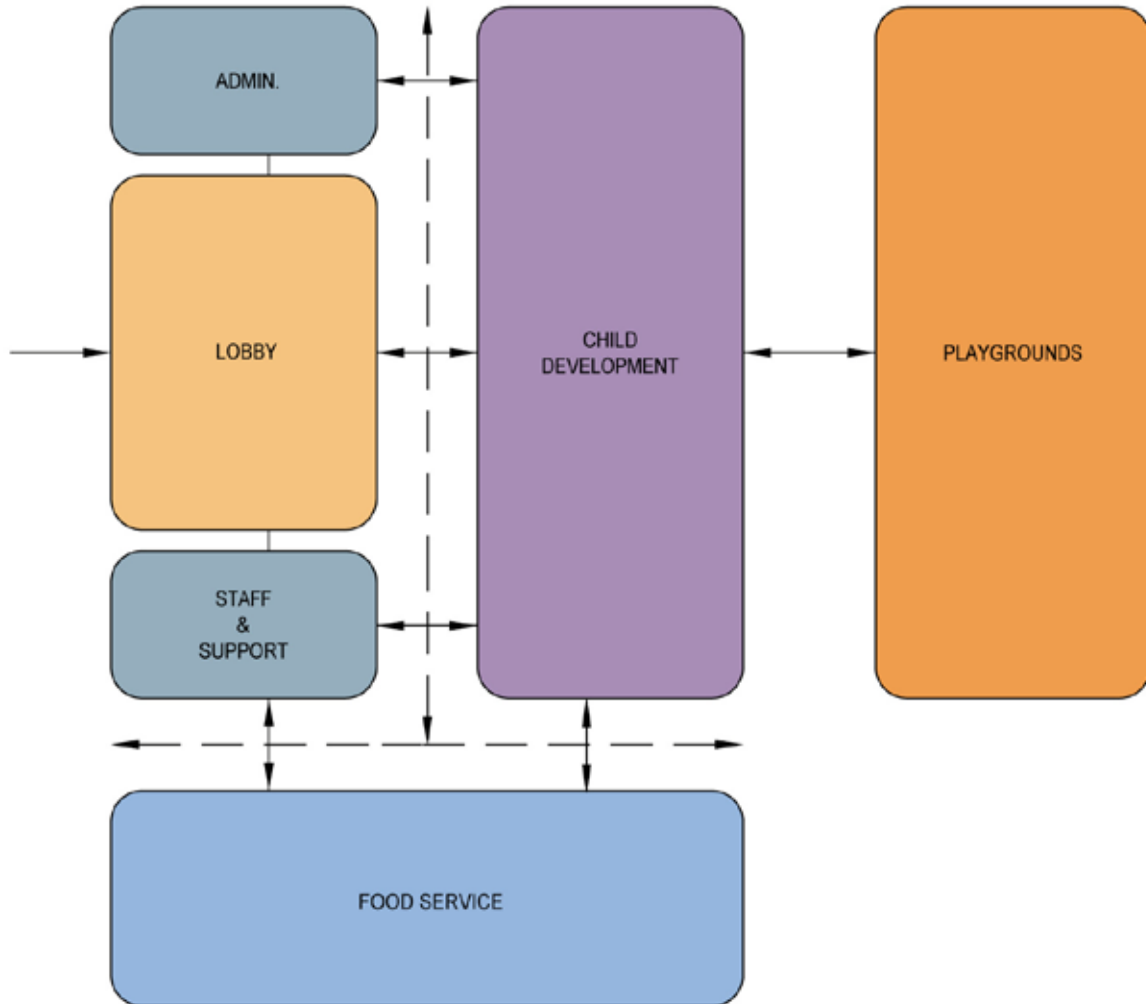 ADMIN.
LOBBY
CHILD
DEVELOPMENT
PLAYGROUNDS
STAFF
&
SUPPORT
FOOD SERVICE